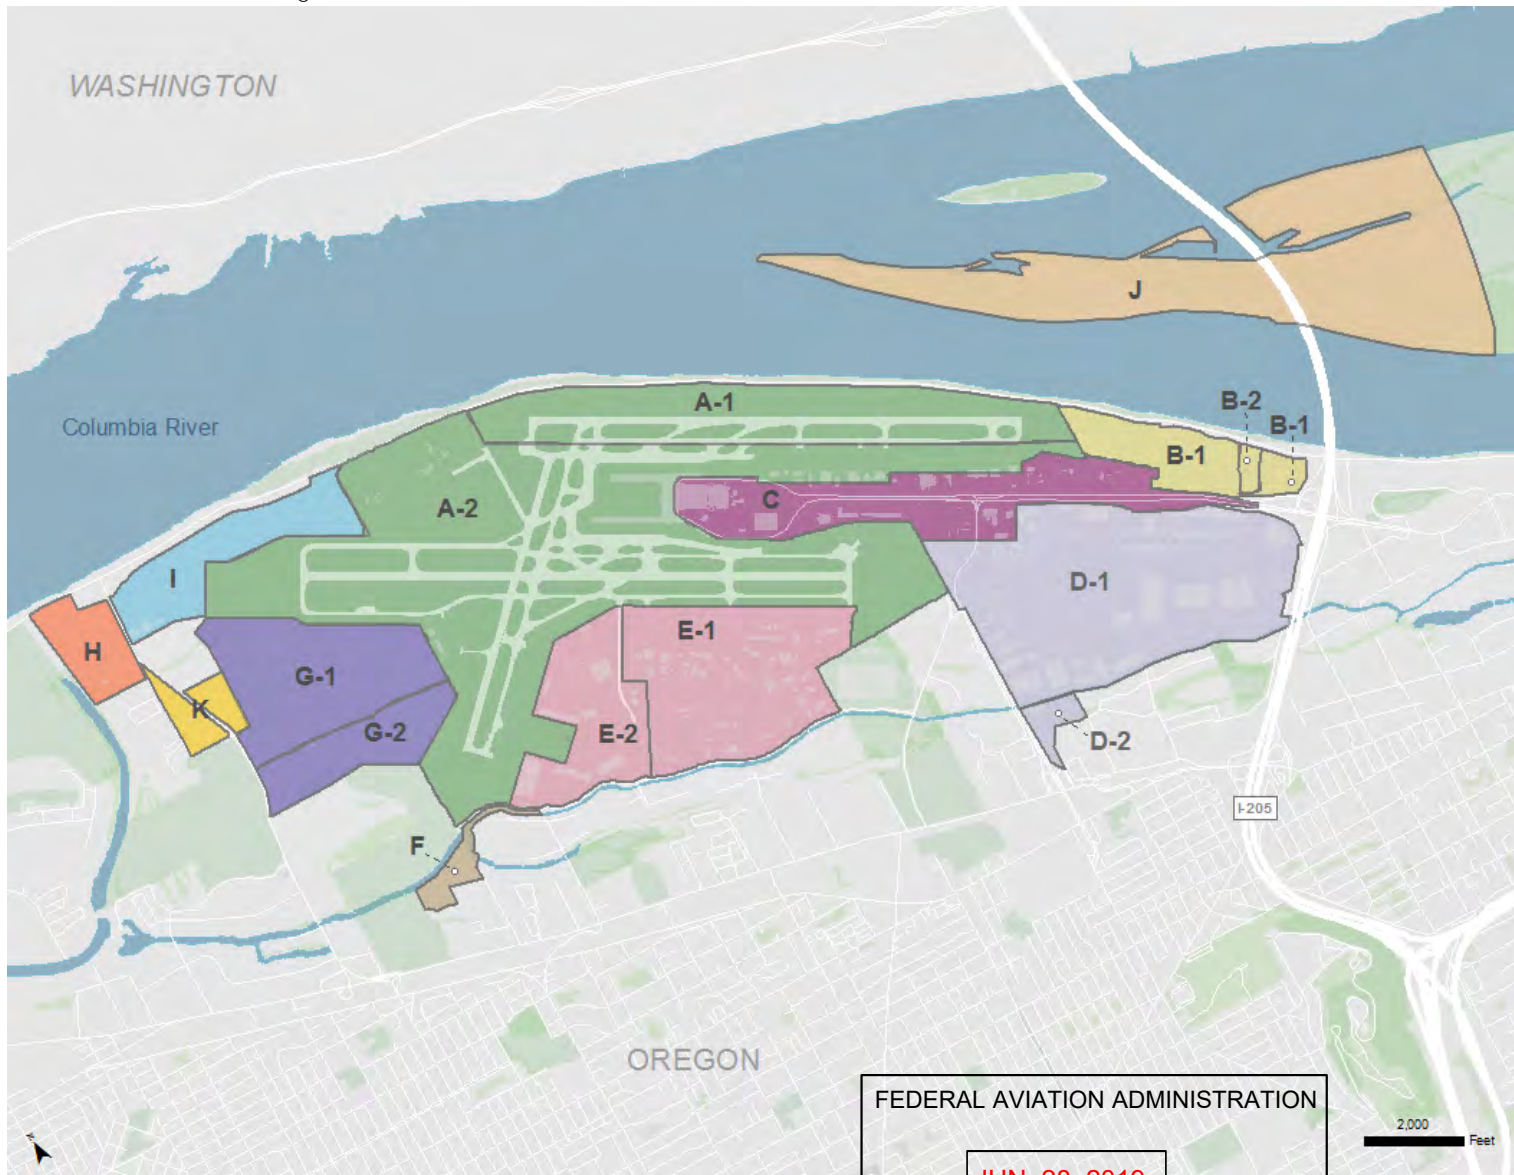 WASHINGTON
J
A-1
B-2
B-1
Columbia River
B-1
C
A-2
I
D-1
E-1
H
G-1
K
G-2
E-2
D-2
I-205
F
OREGON
FEDERAL AVIATION ADMINISTRATION
2,000
Feet